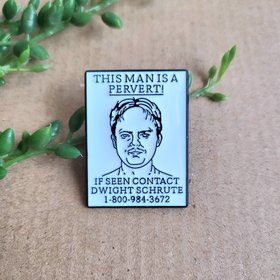 THIS MAN IS A
PERVERT!
IF SEEN CONTACT
DWIGHT SCHRUTE
1-800-984-3672